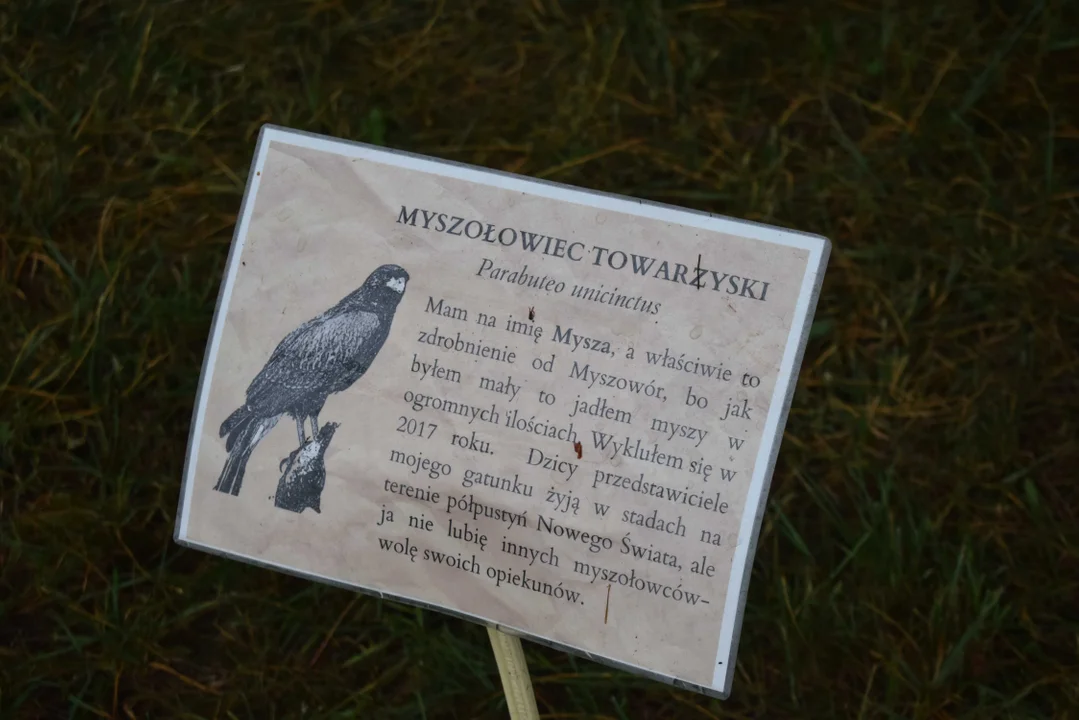 MYSZOŁOWIEC TOWARZYSKI
Parabuteo unicinctus
Mam na imię Mysza, a właściwie to
zdrobnienie od Myszowór, bo jak
byłem mały to jadłem myszy w
ogromnych ilościach. Wyklułem się w
2017 roku. Dzicy przedstawiciele
mojego gatunku żyją w stadach na
terenie półpustyń Nowego Świata, ale
ja nie lubię innych myszołowców–
wolę swoich opiekunów.